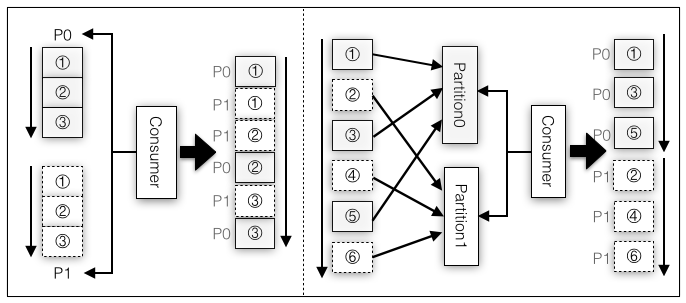 P0
①
②
③
①
②
③
P1
Consumer
P0 ①
P1 ①
P1 ②
P0 ②
P1 ③
P0 ③
①
②
③
④
⑤
⑥
Partition0
Partition1
Consumer
P0 ①
P0 ③
P0 ⑤
P1 ②
P1 ④
P1 ⑥